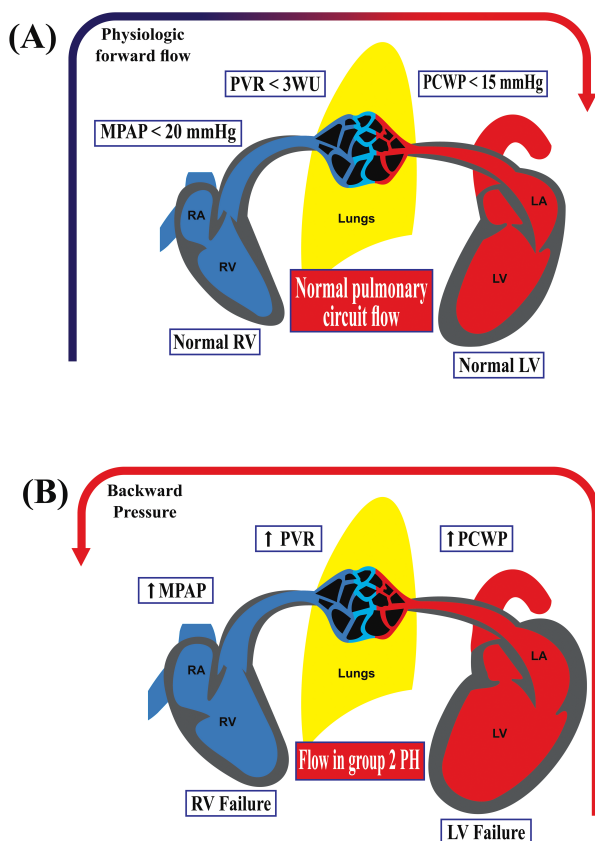 (A)
Physiologic
forward flow
PVR < 3WU
PCWP < 15 mmHg
MPAP < 20 mmHg
RA
RV
Lungs
LA
LV
Normal pulmonary
circuit flow
Normal RV
Normal LV
(B)
Backward
Pressure
↑ PVR
↑PCWP
↑MPAP
RA
RV
Lungs
LA
LV
Flow in group 2 PH
RV Failure
LV Failure